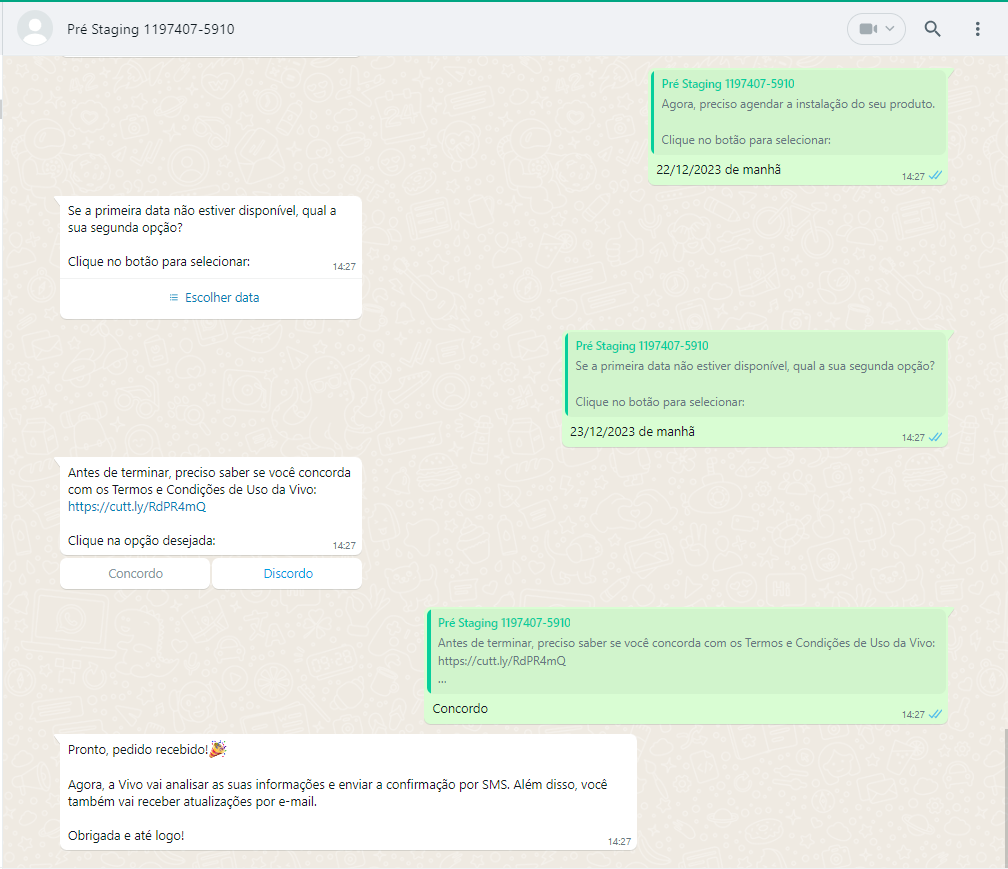 Pré Staging 1197407-5910
Pré Staging 1197407-5910
Agora, preciso agendar a instalação do seu produto.
Clique no botão para selecionar:
22/12/2023 de manhã
14:27
Se a primeira data não estiver disponível, qual a
sua segunda opção?
Clique no botão para selecionar:
14:27
Escolher data
Pré Staging 1197407-5910
Se a primeira data não estiver disponível, qual a sua segunda opção?
Clique no botão para selecionar:
23/12/2023 de manhã
14:27
Antes de terminar, preciso saber se você concorda
com os Termos e Condições de Uso da Vivo:
https://cutt.ly/RdPR4mQ
Clique na opção desejada:
14:27
Concordo
Discordo
Pré Staging 1197407-5910
Antes de terminar, preciso saber se você concorda com os Termos e Condições de Uso da Vivo:
https://cutt.ly/RdPR4mQ
...
Concordo
14:27
Pronto, pedido recebido!🎉
Agora, a Vivo vai analisar as suas informações e enviar a confirmação por SMS. Além disso, você
também vai receber atualizações por e-mail.
Obrigada e até logo!
14:27